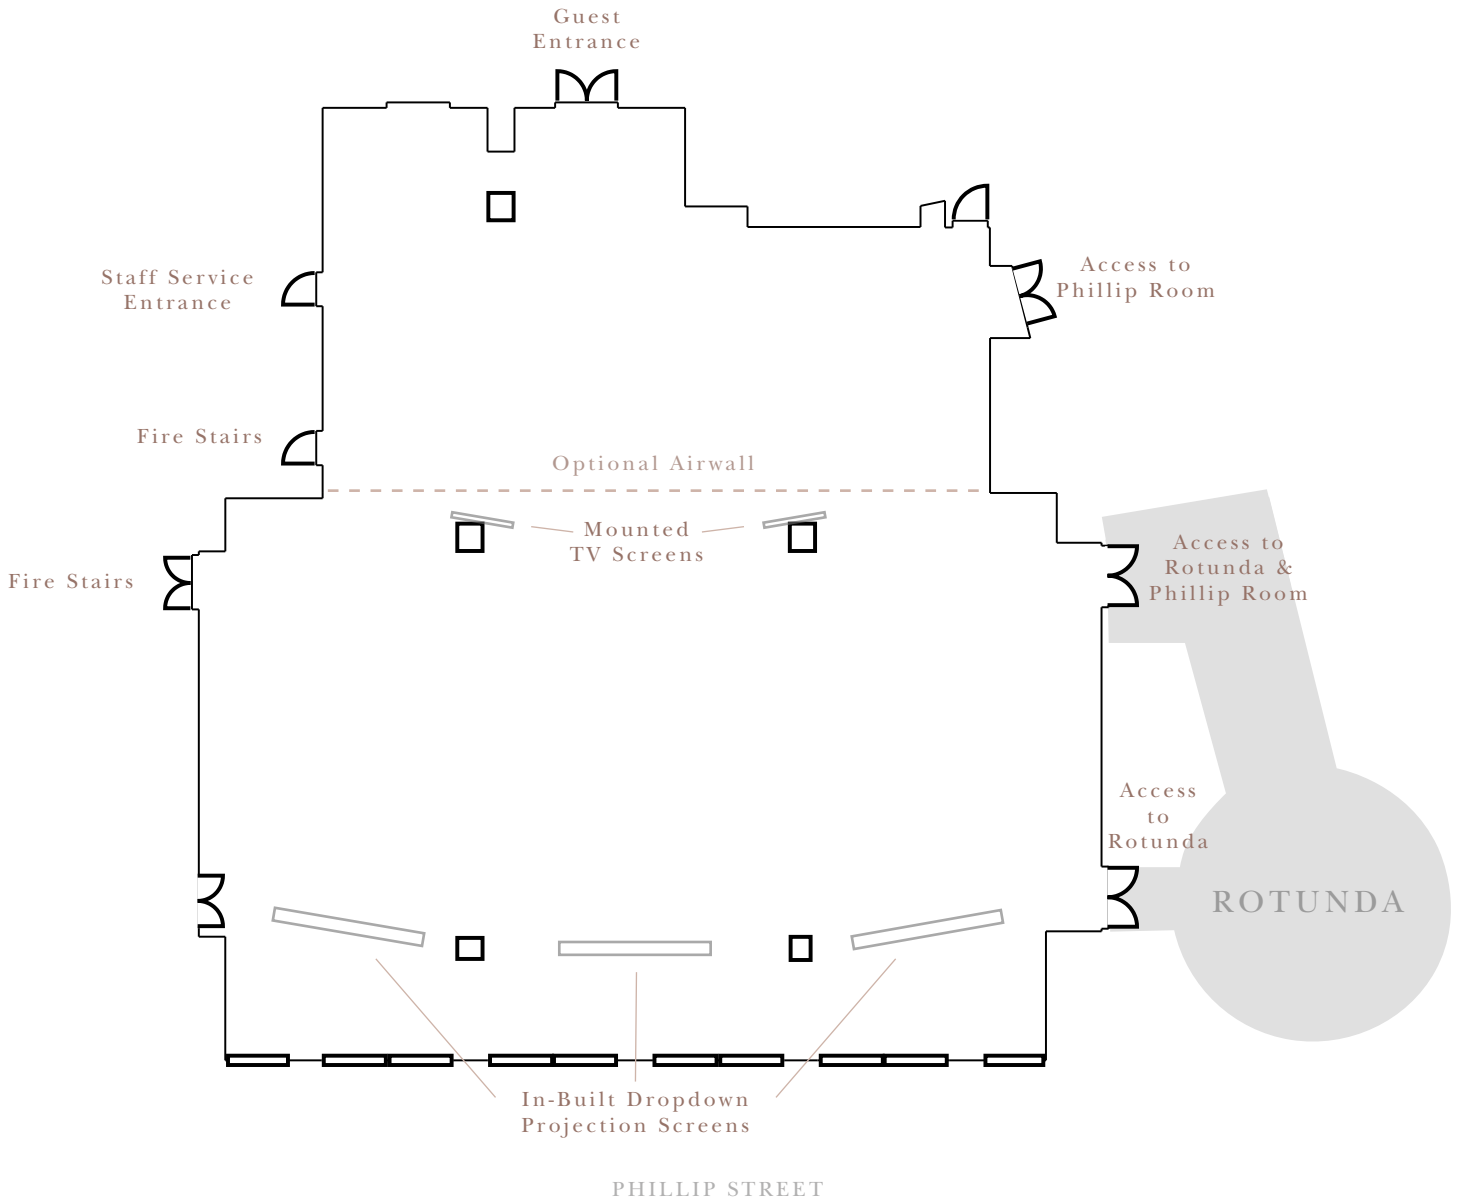 Guest
Entrance
Staff Service
Entrance
Access to
Phillip Room
Fire Stairs
Optional Airwall
Mounted
TV Screens
Fire Stairs
Access to
Rotunda &
Phillip Room
Access
to
Rotunda
ROTUNDA
In-Built Dropdown
Projection Screens
PHILLIP STREET